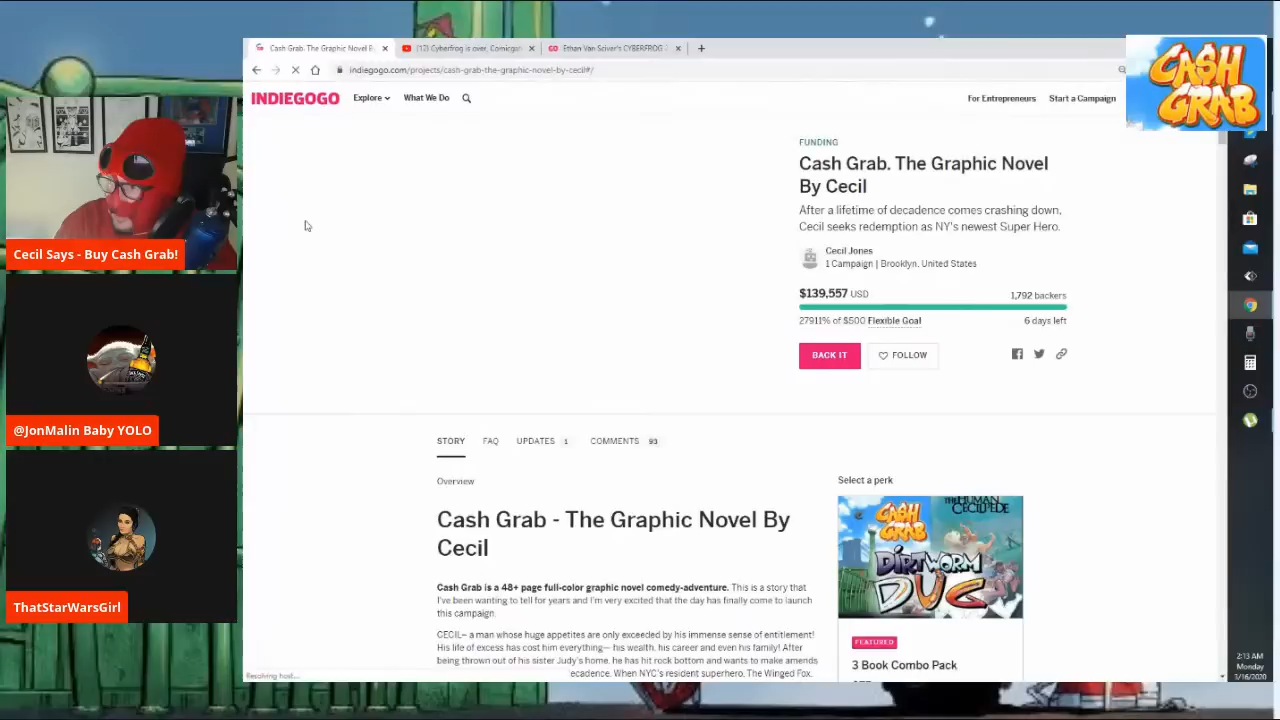 Cash Grab. The Graphic Novel B
(17) Cyberfrog is over, Comicgat
Ethan Van Sciver's CYBERFROG 2
indiegogo.com/projects/cash-grab-the-graphic-novel-by-cecil#/
CASH
GRAB
INDIEGOGO
Explore
What We Do
For Entrepreneurs
Start a Campaign
FUNDING
Cash Grab. The Graphic Novel
By Cecil
After a lifetime of decadence comes crashing down,
Cecil seeks redemption as NY's newest Super Hero.
Cecil Jones
1 Campaign | Brooklyn, United States
$139,557 USD
1,792 backers
27911% of $500 Flexible Goal
6 days left
BACK IT
FOLLOW
Cecil Says - Buy Cash Grab!
@JonMalin Baby YOLO
ThatStarWarsGirl
STORY
FAQ
UPDATES 1
COMMENTS 93
Overview
Select a perk
Cash Grab - The Graphic Novel By
Cecil
Cash Grab is a 48+ page full-color graphic novel comedy-adventure. This is a story that
I've been wanting to tell for years and I'm very excited that the day has finally come to launch
this campaign.
CECIL– a man whose huge appetites are only exceeded by his immense sense of entitlement!
His life of excess has cost him everything— his wealth, his career and even his family! After
being thrown out of his sister Judy's home, he has hit rock bottom and wants to make amends
ecadence. When NYC's resident superhero, The Winged Fox,
Resolving host...
CASH
GRAB
THE HUMAN
CECILPEDE
DIRTWORM
DUG
FEATURED
3 Book Combo Pack
2:13 AM
Monday
3/16/2020